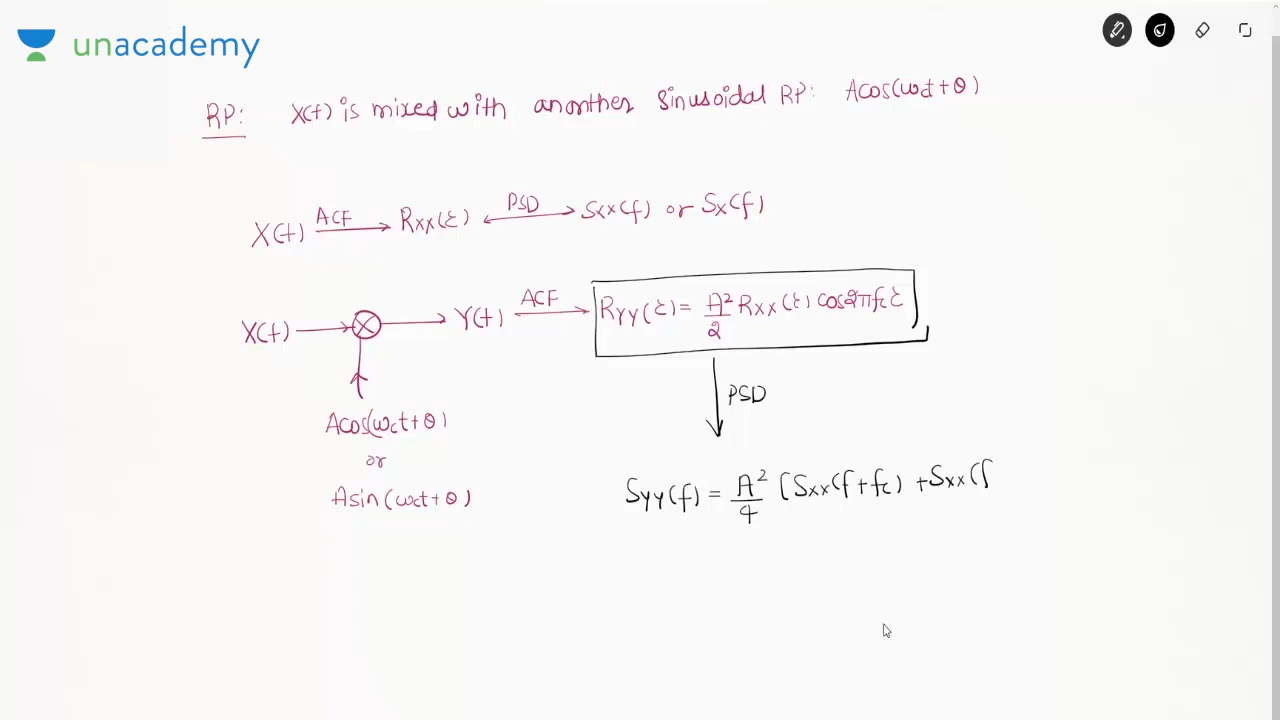 unacademy
RP: X(t) is mixed with another sinusoidal RP: Acos(ωct + θ)
X(t) ACF Rxx(τ) PSD Sxx(f) or Sx(f)
X(t) Y(t) ACF Ryy(τ) = A²/2 Rxx(τ) cos2πfcτ
PSD
Acos(ωct + θ)
or
Asin(ωct + θ)
Syy(f) = A²/4 [Sxx(f + fc) + Sxx(f